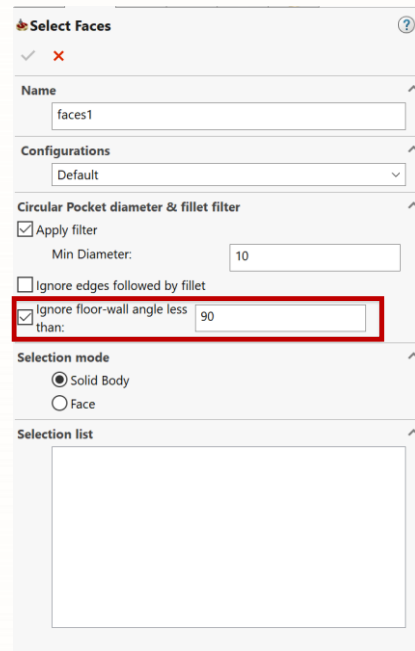 Select Faces
?
Name
faces1
Configurations
Default
Circular Pocket diameter & fillet filter
Apply filter
Min Diameter: 10
Ignore edges followed by fillet
Ignore floor-wall angle less 90
than:
Selection mode
Solid Body
Face
Selection list